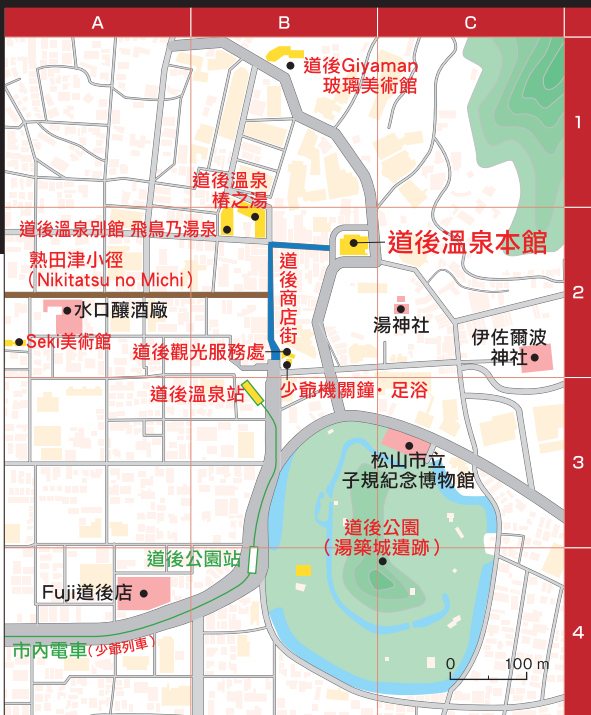 A
B
C
1
2
3
4
道後Giyaman
玻璃美術館
道後溫泉
椿之湯
道後溫泉別館 飛鳥乃湯泉
道後溫泉本館
熟田津小徑
（Nikitatsu no Michi）
道後商店街
水口釀酒廠
湯神社
Seki美術館
伊佐爾波
神社
道後觀光服務處
道後溫泉站
少爺機關鐘・足浴
松山市立
子規紀念博物館
道後公園
（湯築城遺跡）
道後公園站
Fuji道後店
市內電車（少爺列車）
0 100 m